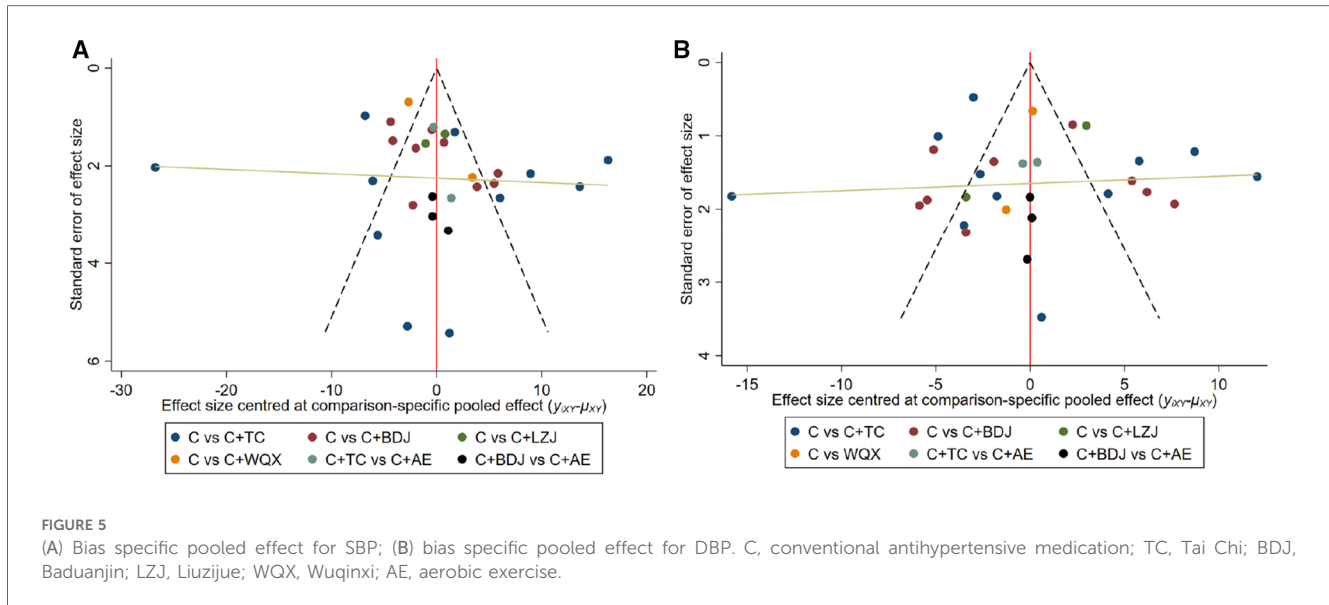 A
0
2
4
6
Standard error of effect size
-30
-20
-10
0
10
20
Effect size centred at comparison-specific pooled effect (yiXY-μXY)
C vs C+TC
C vs C+BDJ
C vs C+LZJ
C vs C+WQX
C+TC vs C+AE
C+BDJ vs C+AE
B
0
1
2
3
4
Standard error of effect size
-15
-10
-5
0
5
10
Effect size centred at comparison-specific pooled effect (yiXY-μXY)
C vs C+TC
C vs C+BDJ
C vs C+LZJ
C vs WQX
C+TC vs C+AE
C+BDJ vs C+AE
FIGURE 5
(A) Bias specific pooled effect for SBP; (B) bias specific pooled effect for DBP. C, conventional antihypertensive medication; TC, Tai Chi; BDJ,
Baduanjin; LZJ, Liuzijue; WQX, Wuqinxi; AE, aerobic exercise.